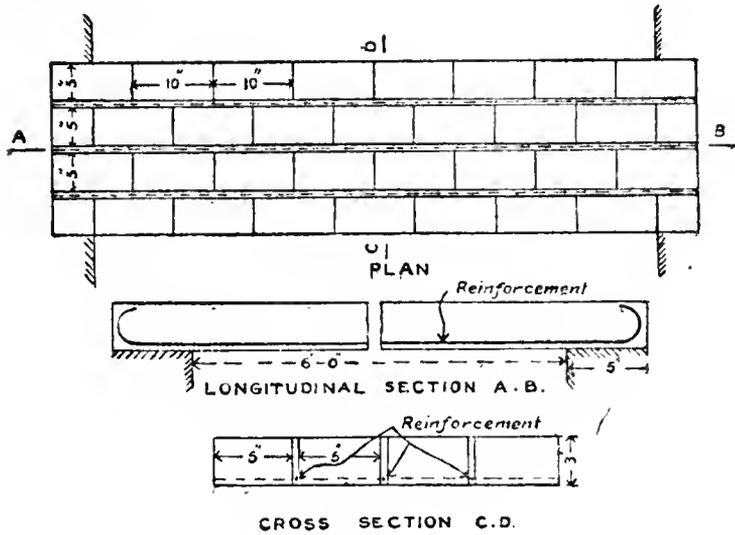 D
10" 10"
5"
A 5" B
5"
C
PLAN
Reinforcement
6'-0" 5"
LONGITUDINAL SECTION A.B.
Reinforcement
5" 5" 3"
CROSS SECTION C.D.